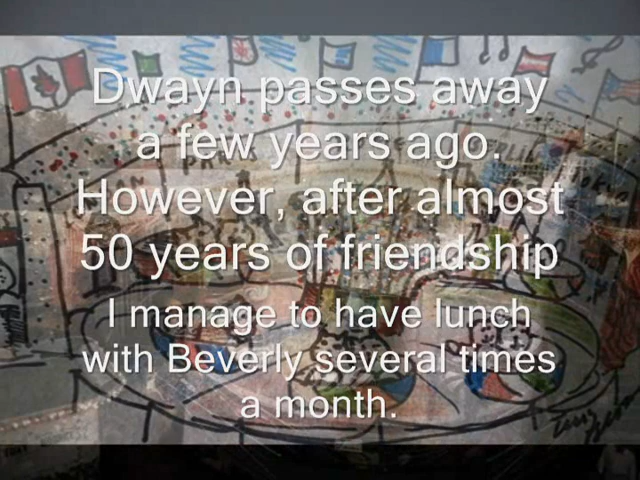 Dwayn passes away
a few years ago.
However, after almost
50 years of friendship
I manage to have lunch
with Beverly several times
a month.